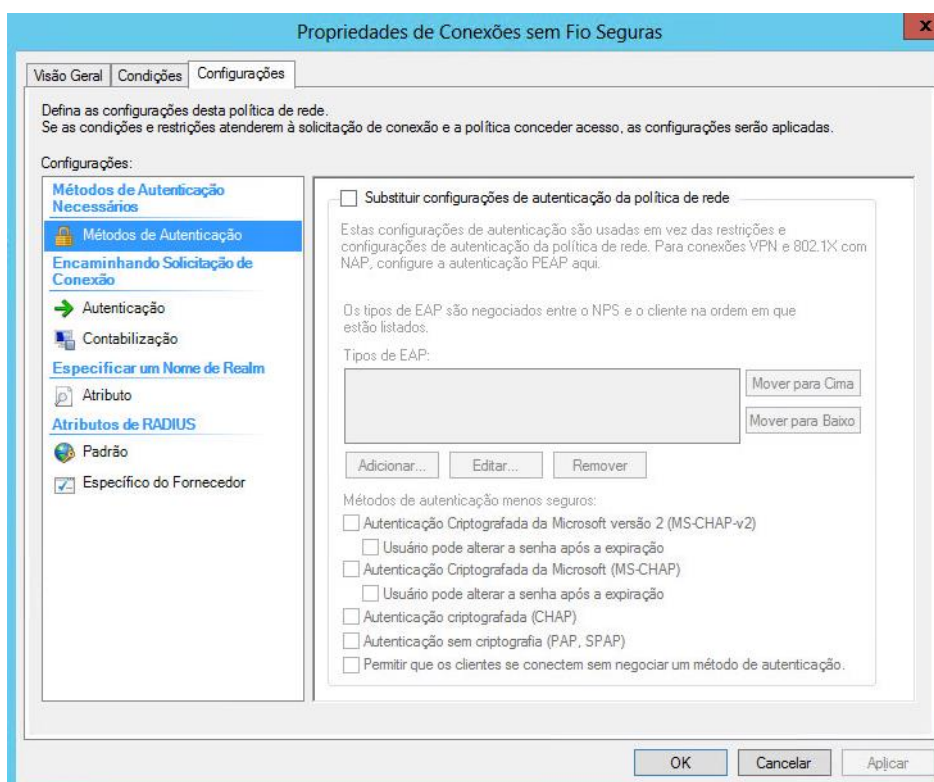 Propriedades de Conexões sem Fio Seguras
x
Visão Geral
Condições
Configurações
Defina as configurações desta política de rede.
Se as condições e restrições atenderem à solicitação de conexão e a política conceder acesso, as configurações serão aplicadas.
Configurações:
Métodos de Autenticação
Necessários
Métodos de Autenticação
Encaminhando Solicitação de
Conexão
Autenticação
Contabilização
Especificar um Nome de Realm
Atributo
Atributos de RADIUS
Padrão
Específico do Fornecedor
Substituir configurações de autenticação da política de rede
Estas configurações de autenticação são usadas em vez das restrições e
configurações de autenticação da política de rede. Para conexões VPN e 802.1X com
NAP, configure a autenticação PEAP aqui.
Os tipos de EAP são negociados entre o NPS e o cliente na ordem em que
estão listados.
Tipos de EAP:
Mover para Cima
Mover para Baixo
Adicionar...
Editar...
Remover
Métodos de autenticação menos seguros:
Autenticação Criptografada da Microsoft versão 2 (MS-CHAP-v2)
Usuário pode alterar a senha após a expiração
Autenticação Criptografada da Microsoft (MS-CHAP)
Usuário pode alterar a senha após a expiração
Autenticação criptografada (CHAP)
Autenticação sem criptografia (PAP, SPAP)
Permitir que os clientes se conectem sem negociar um método de autenticação.
OK
Cancelar
Aplicar